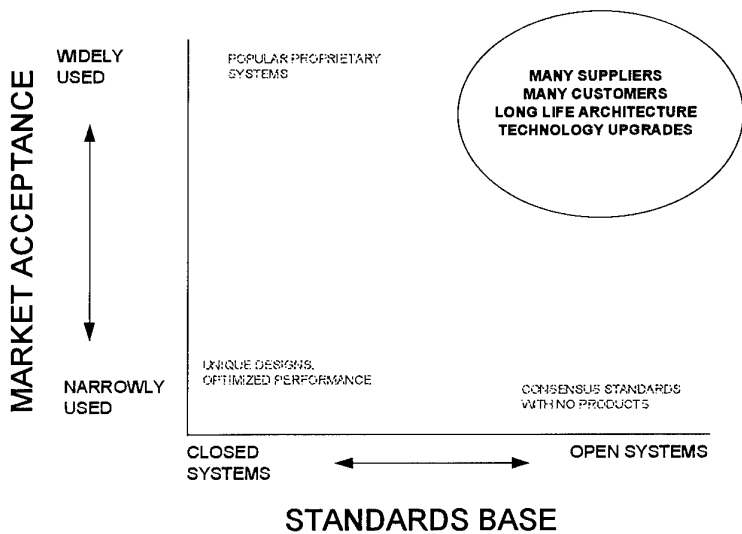 MARKET ACCEPTANCE
WIDELY
USED
POPULAR PROPRIETARY
SYSTEMS
MANY SUPPLIERS
MANY CUSTOMERS
LONG LIFE ARCHITECTURE
TECHNOLOGY UPGRADES
NARROWLY
USED
UNIQUE DESIGNS,
OPTIMIZED PERFORMANCE
CONSENSUS STANDARDS
WITH NO PRODUCTS
CLOSED
SYSTEMS
OPEN SYSTEMS
STANDARDS BASE